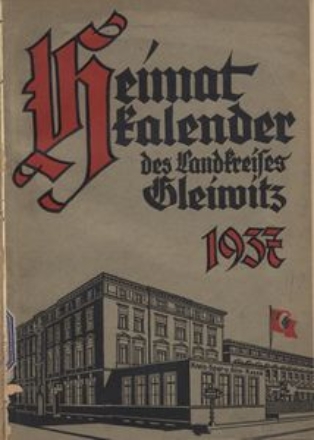 Heimat
kalender
des Landkreises
Gleiwitz
1937